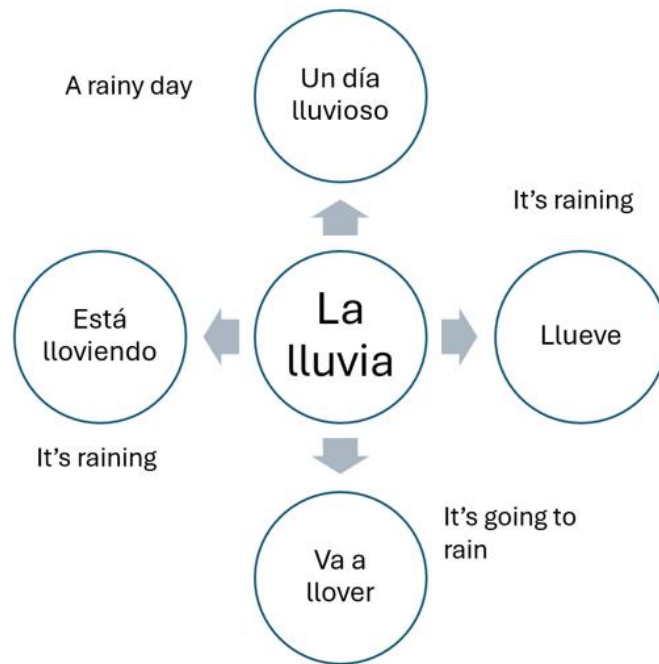 A rainy day
Un día
lluvioso
It’s raining
Está
lloviendo
La
lluvia
Llueve
It’s raining
Va a
llover
It’s going to
rain